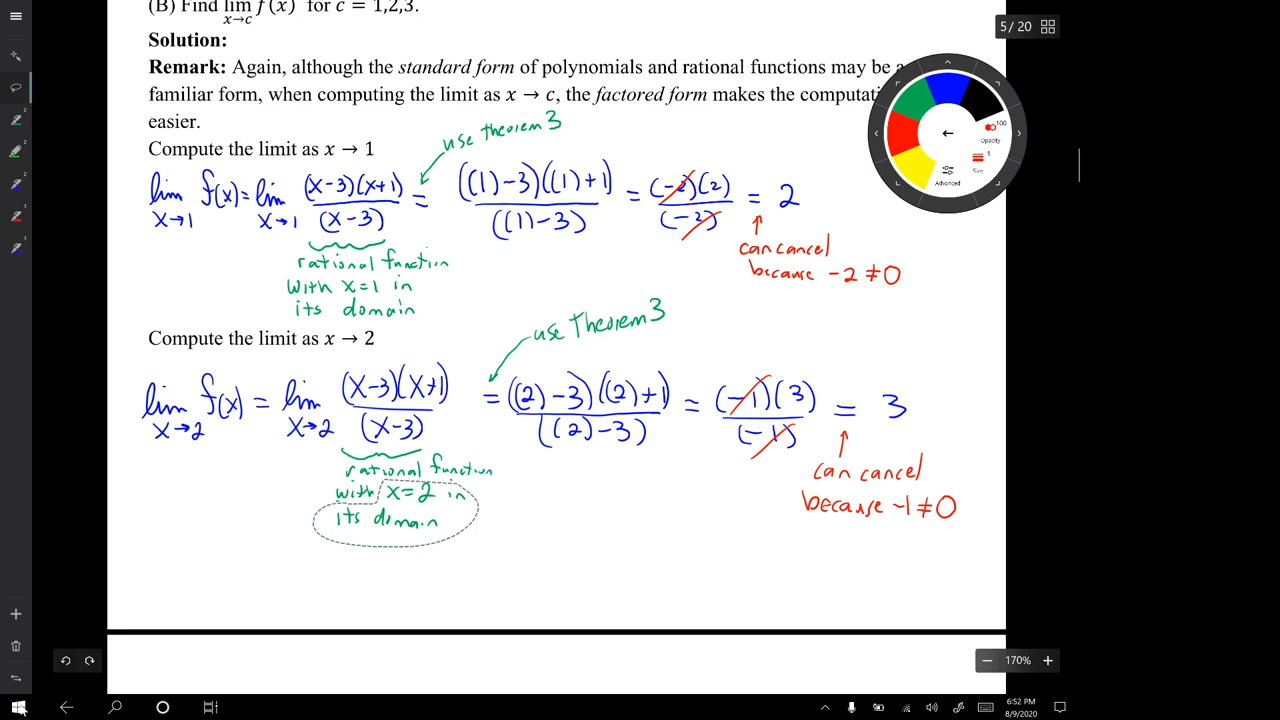 (B) Find lim f(x) for c = 1,2,3.
x→c
5 / 20
Solution:
Remark: Again, although the standard form of polynomials and rational functions may be a
familiar form, when computing the limit as x → c, the factored form makes the computati
easier.
100
Opacity
1
Size
Advanced
use theorem 3
Compute the limit as x → 1
lim f(x) = lim (x-3)(x+1) / (x-3) = ((1)-3)((1)+1) / ((1)-3) = (-2)(2) / (-2) = 2
x→1 x→1
rational function
with x=1 in
its domain
can cancel
because -2 ≠ 0
use Theorem 3
Compute the limit as x → 2
lim f(x) = lim (x-3)(x+1) / (x-3) = ((2)-3)((2)+1) / ((2)-3) = (-1)(3) / (-1) = 3
x→2 x→2
rational function
with x=2 in
its domain
can cancel
because -1 ≠ 0
170%
6:52 PM
8/9/2020